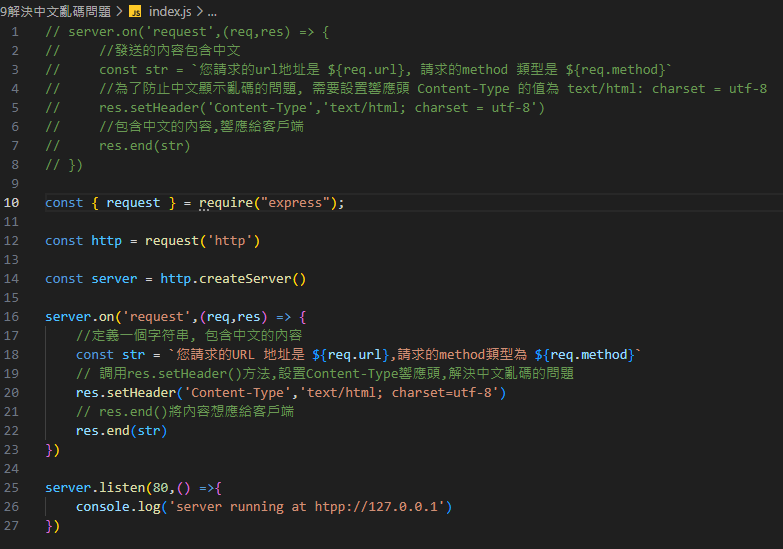 9解決中文亂碼問題 > JS index.js > ...
1 // server.on('request',(req,res) => {
2 //     //發送的內容包含中文
3 //     const str = `您請求的url地址是 ${req.url}, 請求的method 類型是 ${req.method}`
4 //     //為了防止中文顯示亂碼的問題, 需要設置響應頭 Content-Type 的值為 text/html: charset = utf-8
5 //     res.setHeader('Content-Type','text/html; charset = utf-8')
6 //     //包含中文的內容,響應給客戶端
7 //     res.end(str)
8 // })
9
10 const { request } = require("express");
11
12 const http = request('http')
13
14 const server = http.createServer()
15
16 server.on('request',(req,res) => {
17     //定義一個字符串, 包含中文的內容
18     const str = `您請求的URL 地址是 ${req.url},請求的method類型為 ${req.method}`
19     // 調用res.setHeader()方法,設置Content-Type響應頭,解決中文亂碼的問題
20     res.setHeader('Content-Type','text/html; charset=utf-8')
21     // res.end()將內容想應給客戶端
22     res.end(str)
23 })
24
25 server.listen(80,() =>{
26     console.log('server running at htpp://127.0.0.1')
27 })